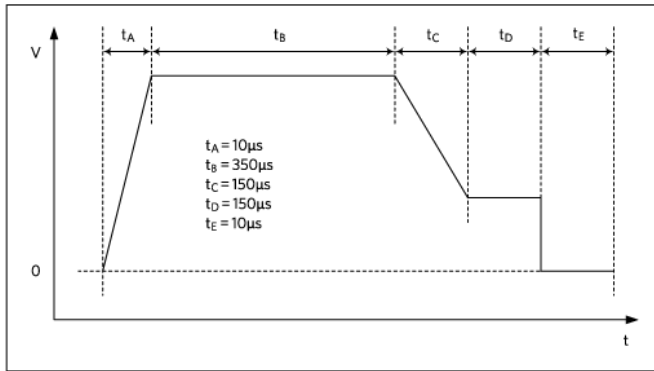 tA tB tC tD tE
V
tA = 10µs
tB = 350µs
tC = 150µs
tD = 150µs
tE = 10µs
0
t